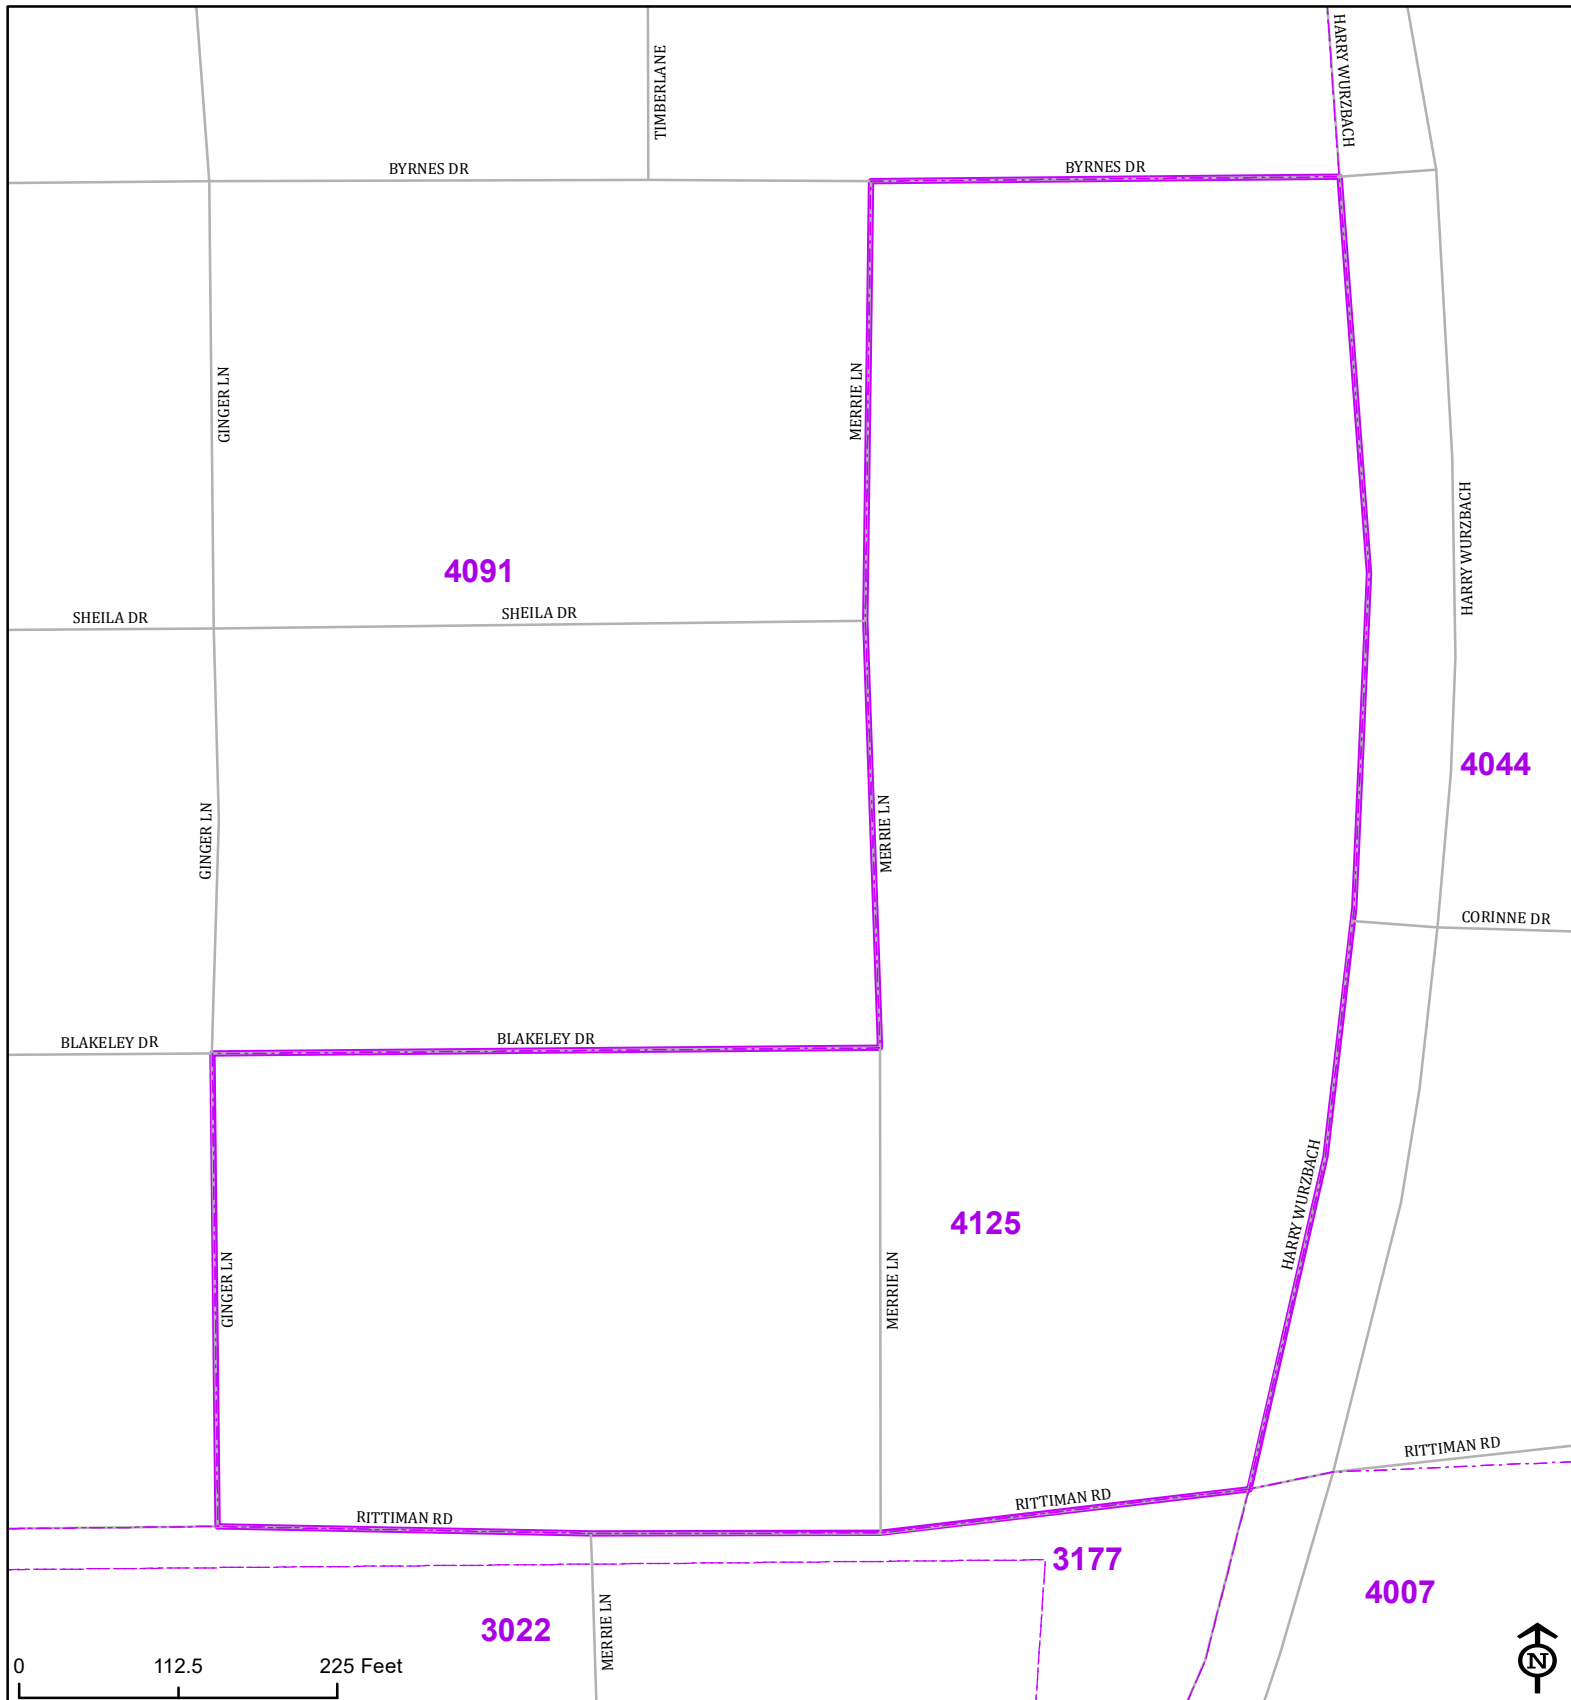 HARRY WURZBACH
TIMBERLANE
BYRNES DR
BYRNES DR
GINGER LN
MERRIE LN
HARRY WURZBACH
4091
SHEILA DR
SHEILA DR
4044
GINGER LN
MERRIE LN
CORINNE DR
BLAKELEY DR
BLAKELEY DR
HARRY WURZBACH
4125
GINGER LN
MERRIE LN
RITTIMAN RD
RITTIMAN RD
RITTIMAN RD
3177
4007
3022
MERRIE LN
0 112.5 225 Feet
N